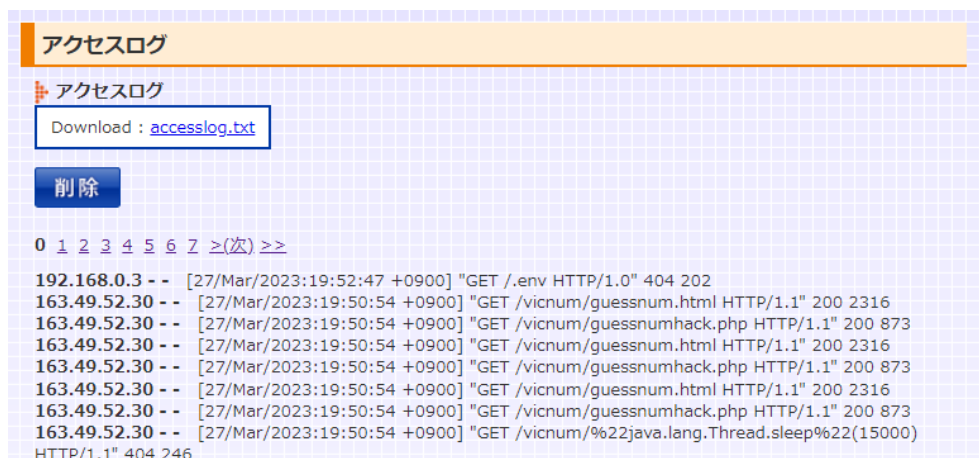 アクセスログ
アクセスログ
Download : accesslog.txt
削除
0 1 2 3 4 5 6 7 >(次) >>
192.168.0.3 - - [27/Mar/2023:19:52:47 +0900] "GET /.env HTTP/1.0" 404 202
163.49.52.30 - - [27/Mar/2023:19:50:54 +0900] "GET /vicnum/guessnum.html HTTP/1.1" 200 2316
163.49.52.30 - - [27/Mar/2023:19:50:54 +0900] "GET /vicnum/guessnumhack.php HTTP/1.1" 200 873
163.49.52.30 - - [27/Mar/2023:19:50:54 +0900] "GET /vicnum/guessnum.html HTTP/1.1" 200 2316
163.49.52.30 - - [27/Mar/2023:19:50:54 +0900] "GET /vicnum/guessnumhack.php HTTP/1.1" 200 873
163.49.52.30 - - [27/Mar/2023:19:50:54 +0900] "GET /vicnum/guessnum.html HTTP/1.1" 200 2316
163.49.52.30 - - [27/Mar/2023:19:50:54 +0900] "GET /vicnum/guessnumhack.php HTTP/1.1" 200 873
163.49.52.30 - - [27/Mar/2023:19:50:54 +0900] "GET /vicnum/%22java.lang.Thread.sleep%22(15000)
HTTP/1.1" 404 246